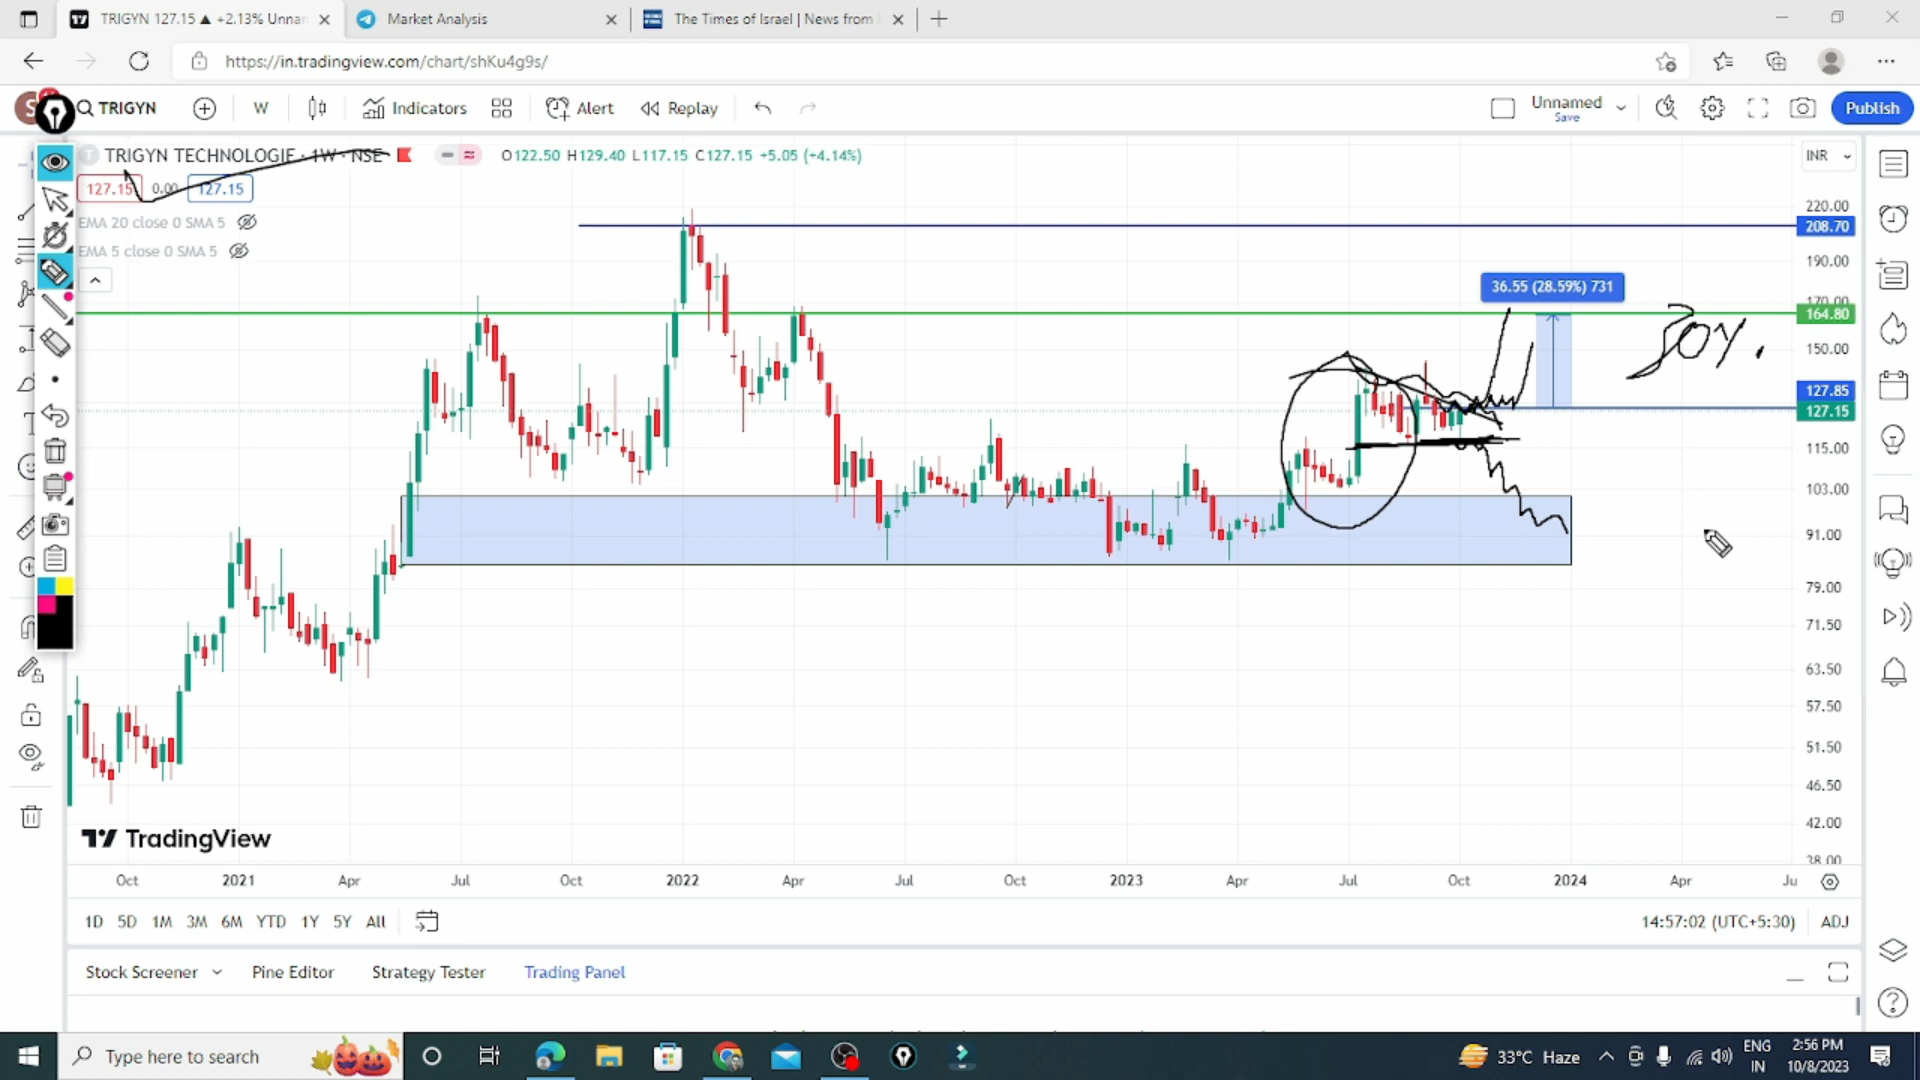 TRIGYN 127.15 ▲ +2.13% Unnan
Market Analysis
The Times of Israel | News from
https://in.tradingview.com/chart/shKu4g9s/
S
TRIGYN
W
Indicators
Alert
Replay
Unnamed
Save
Publish
T TRIGYN TECHNOLOGIE · 1W · NSE
O122.50 H129.40 L117.15 C127.15 +5.05 (+4.14%)
INR
127.15 0.00 127.15
EMA 20 close 0 SMA 5
EMA 5 close 0 SMA 5
36.55 (28.59%) 731
30%.
220.00
208.70
190.00
170.00
164.80
150.00
127.85
127.15
115.00
103.00
91.00
79.00
71.50
63.50
57.50
51.50
46.50
42.00
38.00
TradingView
Oct 2021 Apr Jul Oct 2022 Apr Jul Oct 2023 Apr Jul Oct 2024 Apr Ju
1D 5D 1M 3M 6M YTD 1Y 5Y All
14:57:02 (UTC+5:30) ADJ
Stock Screener Pine Editor Strategy Tester Trading Panel
Type here to search
33°C Haze
ENG
IN
2:56 PM
10/8/2023